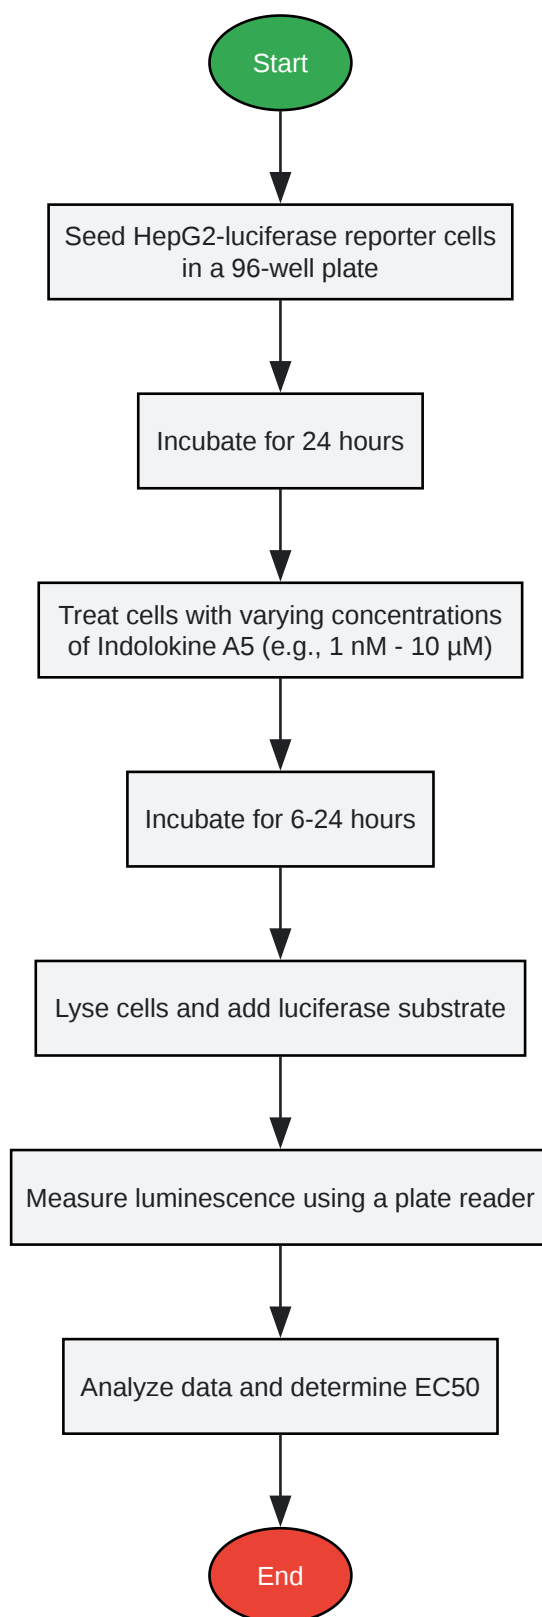 Start
Seed HepG2-luciferase reporter cells
in a 96-well plate
Incubate for 24 hours
Treat cells with varying concentrations
of Indolokine A5 (e.g., 1 nM - 10 µM)
Incubate for 6-24 hours
Lyse cells and add luciferase substrate
Measure luminescence using a plate reader
Analyze data and determine EC50
End